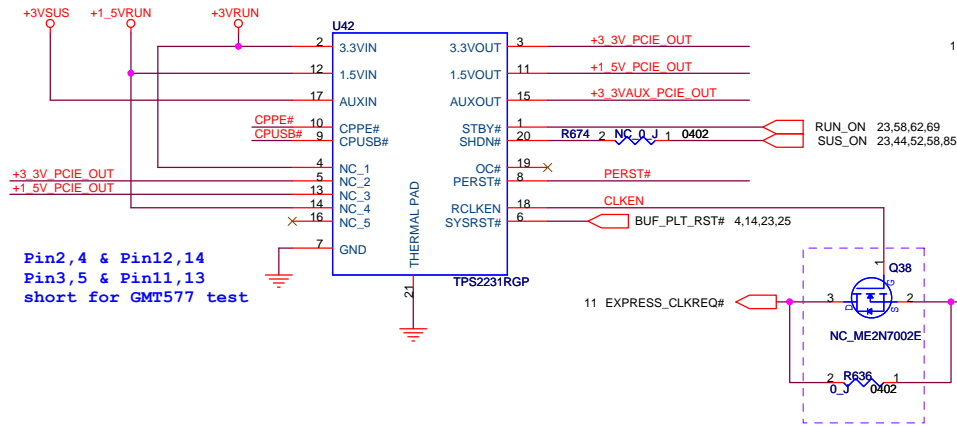 +3VSUS +1_5VRUN +3VRUN
U42
1
2 3.3VIN 3.3VOUT 3 +3_3V_PCIE_OUT
12 1.5VIN 1.5VOUT 11 +1_5V_PCIE_OUT
17 AUXIN AUXOUT 15 +3_3VAUX_PCIE_OUT
CPPE# 10 CPPE# STBY# 1 RUN_ON 23,58,62,69
CPUSB# 9 CPUSB# SHDN# 20 R674 2 NC_0_J 1 0402 SUS_ON 23,44,52,58,85
4 NC_1 OC# 19
+3_3V_PCIE_OUT 5 NC_2 PERST# 8 PERST#
+1_5V_PCIE_OUT 13 NC_3
14 NC_4 RCLKEN 18 CLKEN
16 NC_5 SYSRST# 6 BUF_PLT_RST# 4,14,23,25
7 GND
THERMAL PAD
21
TPS2231RGP
Pin2,4 & Pin12,14
Pin3,5 & Pin11,13
short for GMT577 test
1 Q38
G
11 EXPRESS_CLKREQ# 3 D S 2
NC_ME2N7002E
2 R636 1
0_J 0402